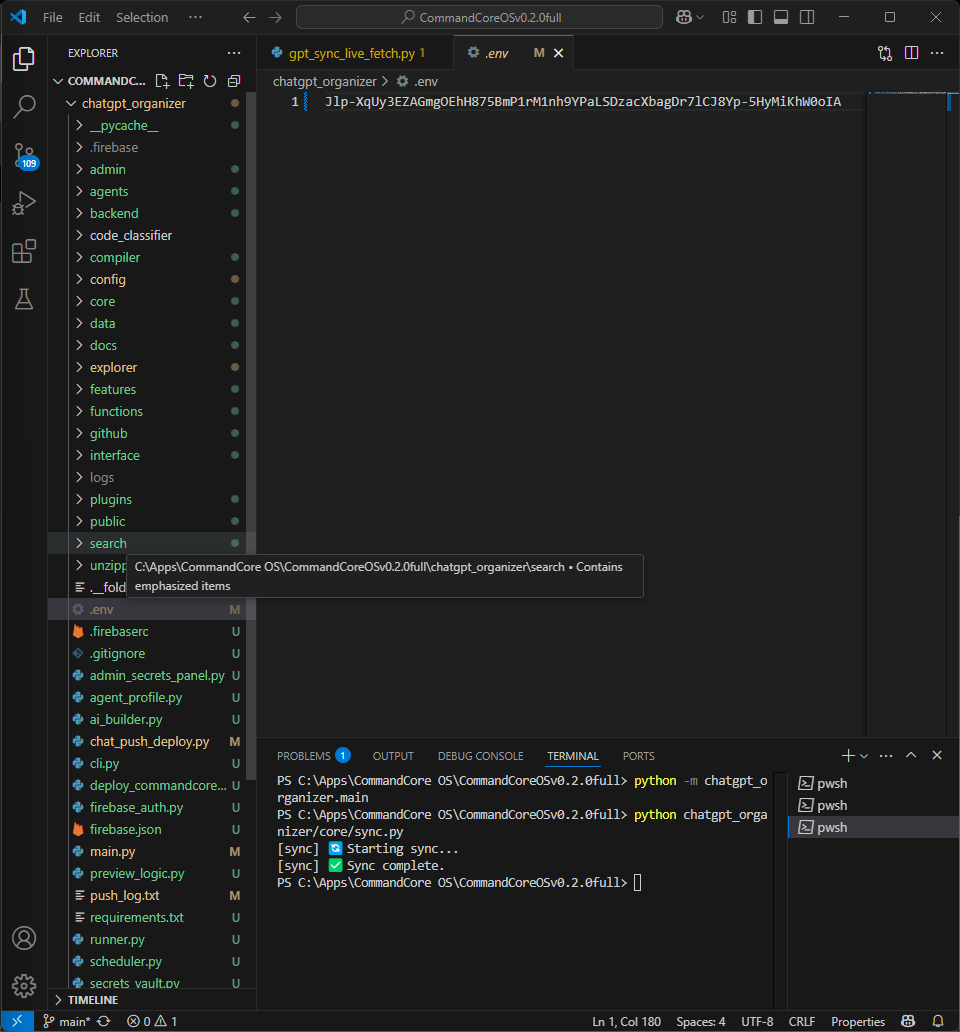 File Edit Selection ··· CommandCoreOSv0.2.0full
EXPLORER ···
COMMANDC...
chatgpt_organizer
__pycache__
.firebase
admin
agents
backend
code_classifier
compiler
config
core
data
docs
explorer
features
functions
github
interface
logs
plugins
public
search
unzipp
.__fold
.env M
.firebaserc U
.gitignore U
admin_secrets_panel.py U
agent_profile.py U
ai_builder.py U
chat_push_deploy.py M
cli.py U
deploy_commandcore... U
firebase_auth.py U
firebase.json U
main.py M
preview_logic.py U
push_log.txt M
requirements.txt U
runner.py U
scheduler.py U
secrets_vault.py U
TIMELINE
109
gpt_sync_live_fetch.py 1 .env M
chatgpt_organizer > .env
1 Jlp-XqUy3EZAGmgOEhH875BmP1rM1nh9YPaLSDzacXbagDr7lCJ8Yp-5HyMiKhW0oIA
C:\Apps\CommandCore OS\CommandCoreOSv0.2.0full\chatgpt_organizer\search • Contains
emphasized items
PROBLEMS 1 OUTPUT DEBUG CONSOLE TERMINAL PORTS
PS C:\Apps\CommandCore OS\CommandCoreOSv0.2.0full> python -m chatgpt_o
rganizer.main
PS C:\Apps\CommandCore OS\CommandCoreOSv0.2.0full> python chatgpt_orga
nizer/core/sync.py
[sync] 🔄 Starting sync...
[sync] ✅ Sync complete.
PS C:\Apps\CommandCore OS\CommandCoreOSv0.2.0full>
pwsh
pwsh
pwsh
main* 0 1 Ln 1, Col 180 Spaces: 4 UTF-8 CRLF Properties